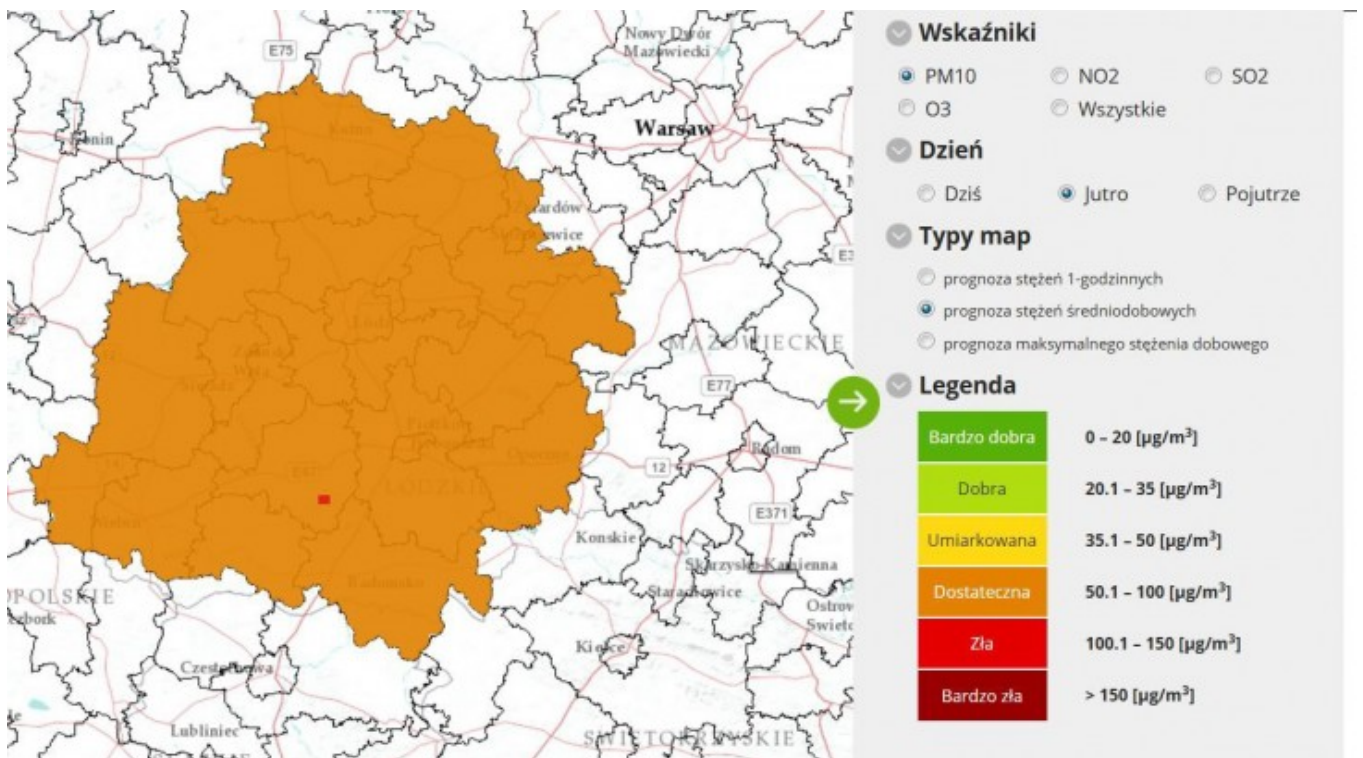 E75
Nowy Dwór
Mazowiecki
Warsaw
MAZOWIECKIE
E77
Radom
12
E371
ŁÓDZKIE
Konskie
Skarzysko-Kamienna
Starachowice
Kielce
Radomsko
Czestochowa
Lubliniec
SWIETOKRZYSKIE
Wskaźniki
PM10 NO2 SO2
O3 Wszystkie
Dzień
Dziś Jutro Pojutrze
Typy map
prognoza stężeń 1-godzinnych
prognoza stężeń średniodobowych
prognoza maksymalnego stężenia dobowego
Legenda
Bardzo dobra 0 – 20 [µg/m³]
Dobra 20.1 – 35 [µg/m³]
Umiarkowana 35.1 – 50 [µg/m³]
Dostateczna 50.1 – 100 [µg/m³]
Zła 100.1 – 150 [µg/m³]
Bardzo zła > 150 [µg/m³]